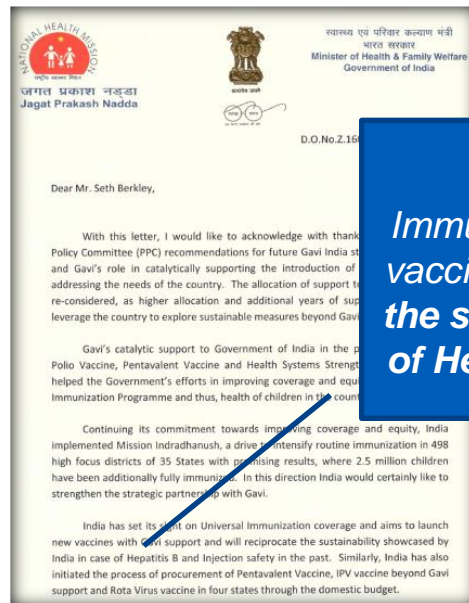 NATIONAL HEALTH MISSION
स्वास्थ्य एवं परिवार कल्याण मंत्री
भारत सरकार
Minister of Health & Family Welfare
Government of India
जगत प्रकाश नड्डा
Jagat Prakash Nadda
D.O.No.Z.16
Dear Mr. Seth Berkley,
With this letter, I would like to acknowledge with thank
Policy Committee (PPC) recommendations for future Gavi India st
and Gavi's role in catalytically supporting the introduction of
addressing the needs of the country. The allocation of support t
re-considered, as higher allocation and additional years of sup
leverage the country to explore sustainable measures beyond Gavi
Gavi's catalytic support to Government of India in the p
Polio Vaccine, Pentavalent Vaccine and Health Systems Strengt
helped the Government's efforts in improving coverage and equi
Immunization Programme and thus, health of children in the coun
Continuing its commitment towards improving coverage and equity, India
implemented Mission Indradhanush, a drive to intensify routine immunization in 498
high focus districts of 35 States with promising results, where 2.5 million children
have been additionally fully immunized. In this direction India would certainly like to
strengthen the strategic partnership with Gavi.
India has set its sight on Universal Immunization coverage and aims to launch
new vaccines with Gavi support and will reciprocate the sustainability showcased by
India in case of Hepatitis B and Injection safety in the past. Similarly, India has also
initiated the process of procurement of Pentavalent Vaccine, IPV vaccine beyond Gavi
support and Rota Virus vaccine in four states through the domestic budget.
Immu
vacci
the s
of He